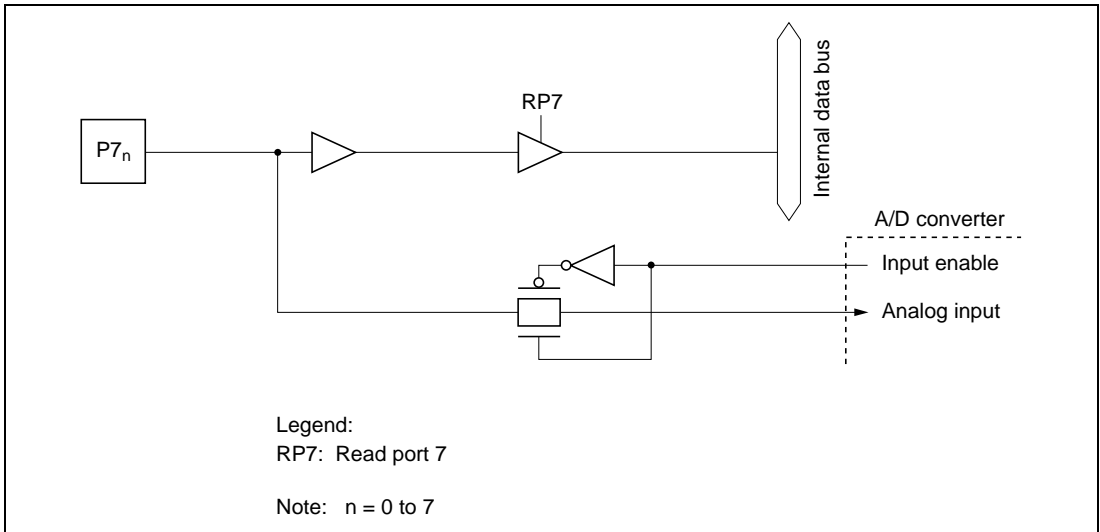 RP7
P7n
Internal data bus
A/D converter
Input enable
Analog input
Legend:
RP7: Read port 7
Note: n = 0 to 7